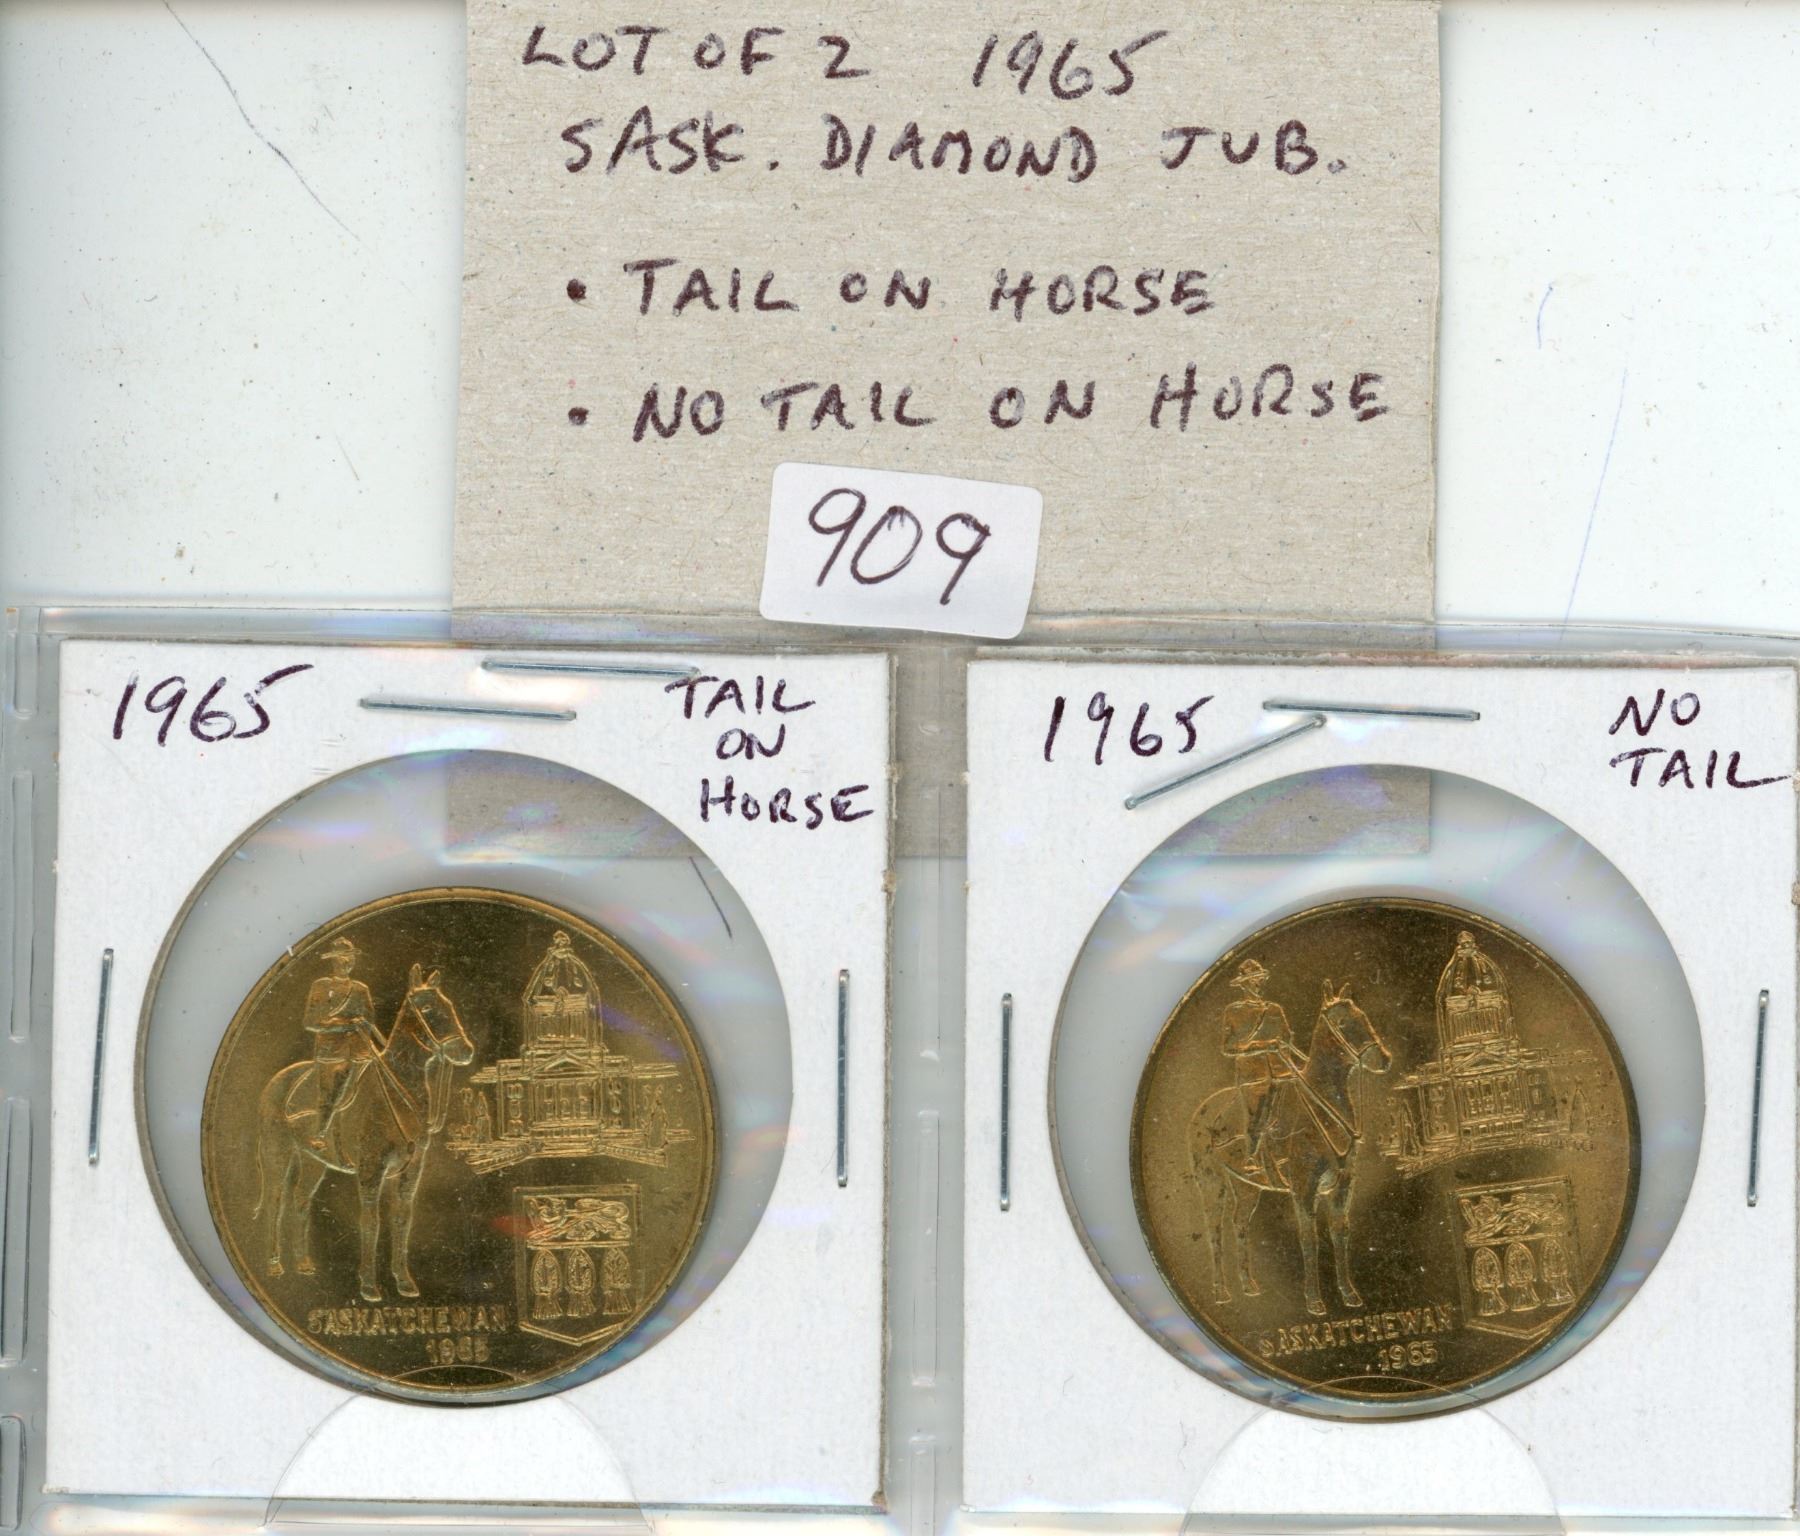 LOT OF 2 1965
SASK. DIAMOND JUB.
• TAIL ON HORSE
• NO TAIL ON HORSE
909
1965
TAIL
ON
HORSE
1965
NO
TAIL
SASKATCHEWAN
1965
SASKATCHEWAN
1965